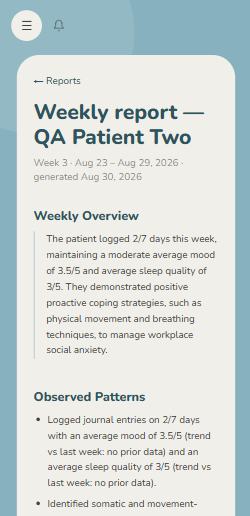 ← Reports
Weekly report —
QA Patient Two
Week 3 · Aug 23 – Aug 29, 2026 ·
generated Aug 30, 2026
Weekly Overview
The patient logged 2/7 days this week,
maintaining a moderate average mood
of 3.5/5 and average sleep quality of
3/5. They demonstrated positive
proactive coping strategies, such as
physical movement and breathing
techniques, to manage workplace
social anxiety.
Observed Patterns
• Logged journal entries on 2/7 days
with an average mood of 3.5/5 (trend
vs last week: no prior data) and an
average sleep quality of 3/5 (trend vs
last week: no prior data).
• Identified somatic and movement-